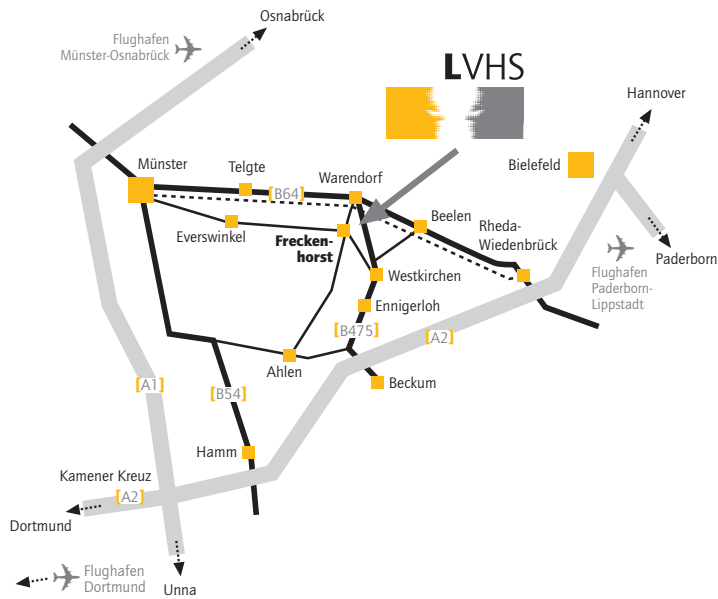 Osnabrück
Flughafen
Münster-Osnabrück
LVHS
Hannover
Münster
Telgte
Warendorf
Bielefeld
[B64]
Beelen
Everswinkel
Frecken-
horst
Rheda-
Wiedenbrück
Paderborn
Westkirchen
Flughafen
Paderborn-
Lippstadt
Ennigerloh
[B475]
[A2]
Ahlen
[A1]
[B54]
Beckum
Hamm
Kamener Kreuz
[A2]
Dortmund
Flughafen
Dortmund
Unna